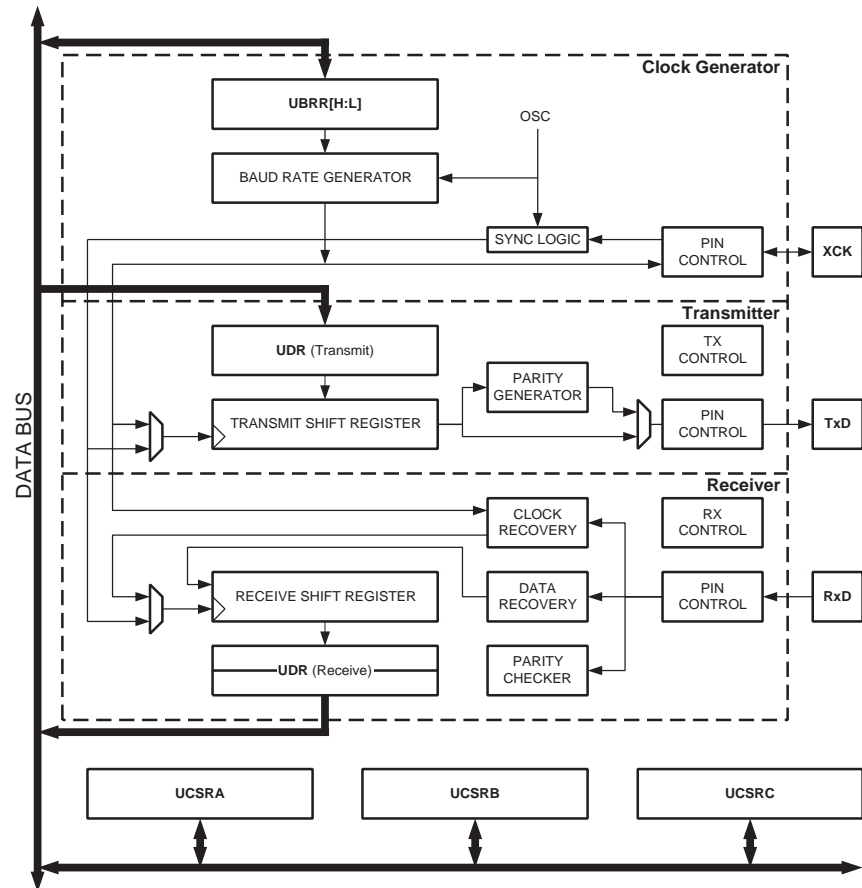 Clock Generator
UBRR[H:L]
OSC
BAUD RATE GENERATOR
SYNC LOGIC
PIN
CONTROL
XCK
Transmitter
UDR (Transmit)
TX
CONTROL
PARITY
GENERATOR
TRANSMIT SHIFT REGISTER
PIN
CONTROL
TxD
DATA BUS
Receiver
CLOCK
RECOVERY
RX
CONTROL
RECEIVE SHIFT REGISTER
DATA
RECOVERY
PIN
CONTROL
RxD
UDR (Receive)
PARITY
CHECKER
UCSRA
UCSRB
UCSRC